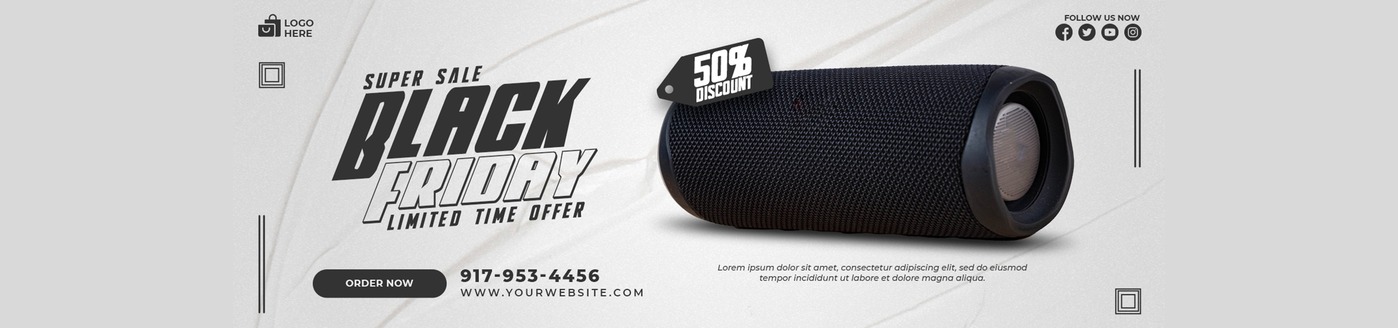 LOGO
HERE
FOLLOW US NOW
SUPER SALE
BLACK
FRIDAY
LIMITED TIME OFFER
50%
DISCOUNT
ORDER NOW
917-953-4456
WWW.YOURWEBSITE.COM
Lorem ipsum dolor sit amet, consectetur adipiscing elit, sed do eiusmod
tempor incididunt ut labore et dolore magna aliqua.